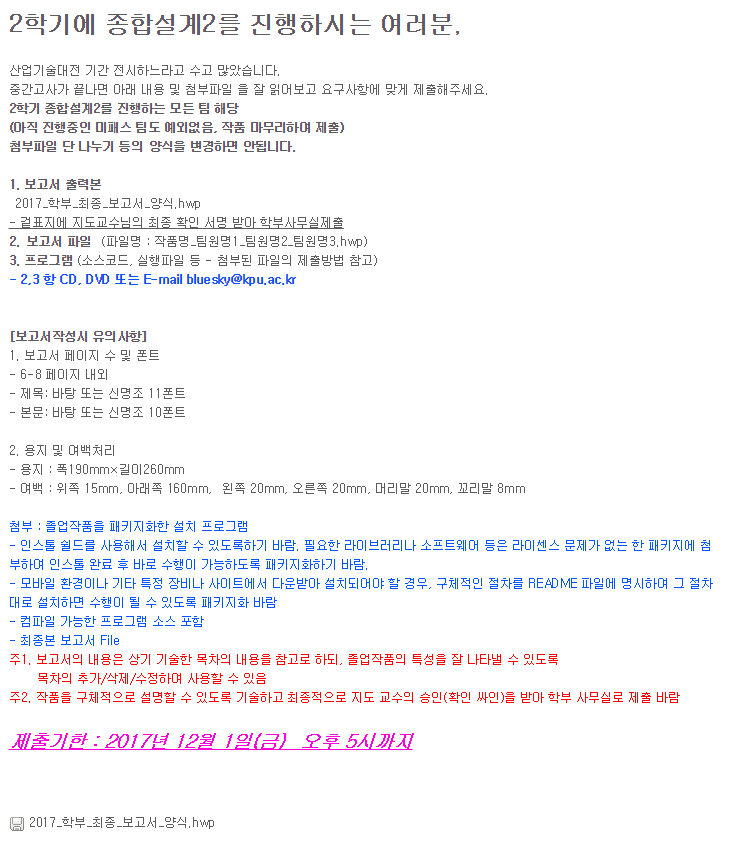 2학기에 종합설계2를 진행하시는 여러분.
산업기술대전 기간 전시하느라고 수고 많았습니다.
중간고사가 끝나면 아래 내용 및 첨부파일 을 잘 읽어보고 요구사항에 맞게 제출해주세요.
2학기 종합설계2를 진행하는 모든 팀 해당
(아직 진행중인 미패스 팀도 예외없음, 작품 마무리하여 제출)
첨부파일 단 나누기 등의 양식을 변경하면 안됩니다.
1. 보고서 출력본
2017_학부_최종_보고서_양식.hwp
- 겉표지에 지도교수님의 최종 확인 서명 받아 학부사무실제출
2. 보고서 파일 (파일명 : 작품명_팀원명1_팀원명2_팀원명3.hwp)
3. 프로그램 (소스코드, 실행파일 등 - 첨부된 파일의 제출방법 참고)
- 2,3 항 CD, DVD 또는 E-mail bluesky@kpu.ac.kr
[보고서작성시 유의사항]
1. 보고서 페이지 수 및 폰트
- 6-8 페이지 내외
- 제목: 바탕 또는 신명조 11폰트
- 본문: 바탕 또는 신명조 10폰트
2. 용지 및 여백처리
- 용지 : 폭190mm×길이260mm
- 여백 : 위쪽 15mm, 아래쪽 160mm, 왼쪽 20mm, 오른쪽 20mm, 머리말 20mm, 꼬리말 8mm
첨부 : 졸업작품을 패키지화한 설치 프로그램
- 인스톨 쉴드를 사용해서 설치할 수 있도록하기 바람. 필요한 라이브러리나 소프트웨어 등은 라이센스 문제가 없는 한 패키지에 첨
부하여 인스톨 완료 후 바로 수행이 가능하도록 패키지화하기 바람.
- 모바일 환경이나 기타 특정 장비나 사이트에서 다운받아 설치되어야 할 경우, 구체적인 절차를 README 파일에 명시하여 그 절차
대로 설치하면 수행이 될 수 있도록 패키지화 바람
- 컴파일 가능한 프로그램 소스 포함
- 최종본 보고서 File
주1. 보고서의 내용은 상기 기술한 목차의 내용을 참고로 하되, 졸업작품의 특성을 잘 나타낼 수 있도록
목차의 추가/삭제/수정하여 사용할 수 있음
주2. 작품을 구체적으로 설명할 수 있도록 기술하고 최종적으로 지도 교수의 승인(확인 싸인)을 받아 학부 사무실로 제출 바람
제출기한 : 2017년 12월 1일(금) 오후 5시까지
2017_학부_최종_보고서_양식.hwp